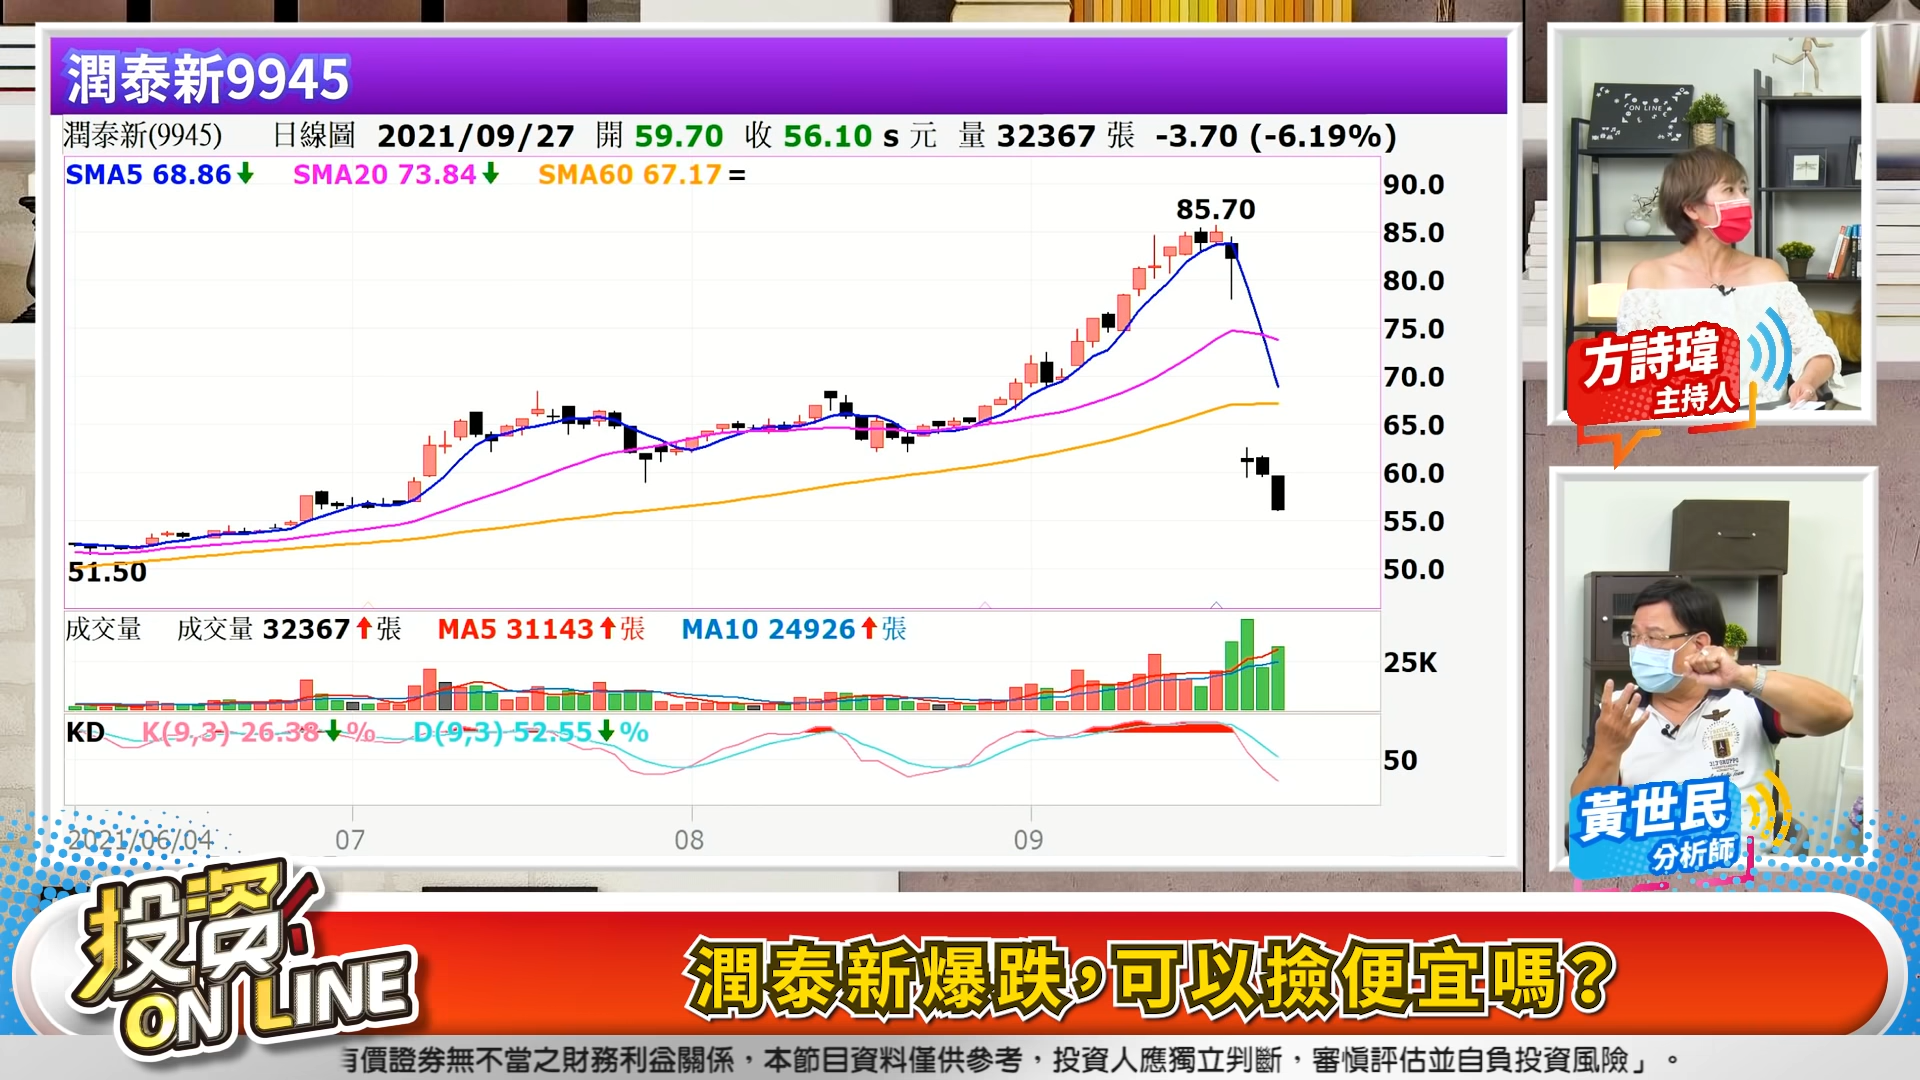 潤泰新9945
潤泰新(9945) 日線圖 2021/09/27 開 59.70 收 56.10 s 元 量 32367 張 -3.70 (-6.19%)
SMA5 68.86↓ SMA20 73.84↓ SMA60 67.17 =
85.70
51.50
90.0
85.0
80.0
75.0
70.0
65.0
60.0
55.0
50.0
成交量 成交量 32367↑張 MA5 31143↑張 MA10 24926↑張
25K
KD K(9,3) 26.38↓% D(9,3) 52.55↓%
50
2021/06/04 07 08 09
ON LINE
方詩瑋
主持人
黃世民
分析師
投資
ON LINE
潤泰新爆跌,可以撿便宜嗎?
有價證券無不當之財務利益關係，本節目資料僅供參考，投資人應獨立判斷，審慎評估並自負投資風險」。